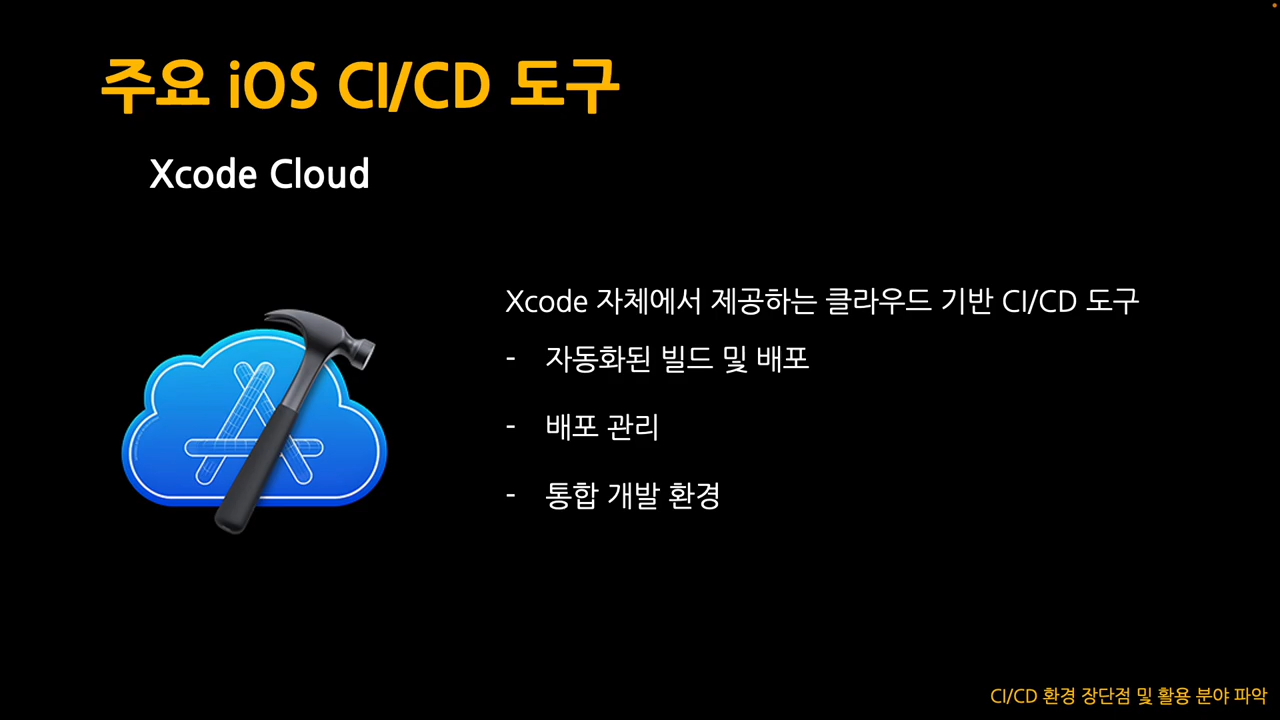 주요 iOS CI/CD 도구
Xcode Cloud
Xcode 자체에서 제공하는 클라우드 기반 CI/CD 도구
- 자동화된 빌드 및 배포
- 배포 관리
- 통합 개발 환경
CI/CD 환경 장단점 및 활용 분야 파악